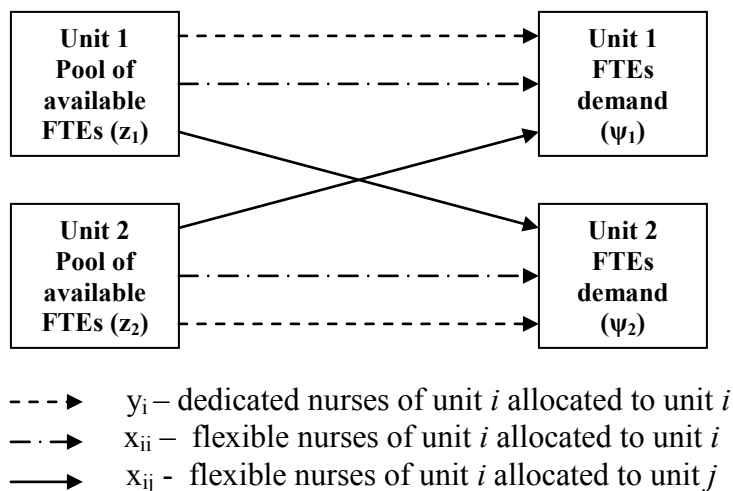 Unit 1
Pool of
available
FTEs (z₁)
Unit 1
FTEs
demand
(ψ₁)
Unit 2
Pool of
available
FTEs (z₂)
Unit 2
FTEs
demand
(ψ₂)
yᵢ – dedicated nurses of unit i allocated to unit i
xᵢᵢ – flexible nurses of unit i allocated to unit i
xᵢⱼ - flexible nurses of unit i allocated to unit j